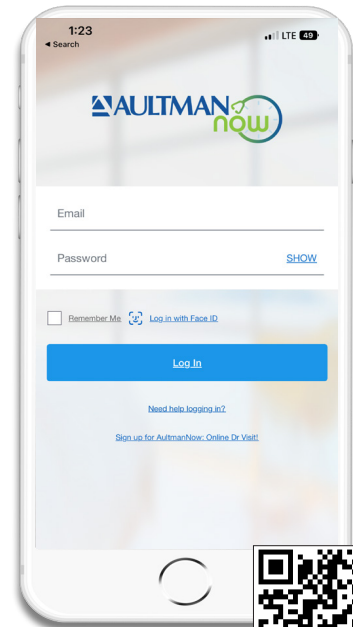 1:23
LTE 49
◄ Search
AULTMAN
now
Email
Password SHOW
Remember Me Log in with Face ID
Log In
Need help logging in?
Sign up for AultmanNow: Online Dr Visit!